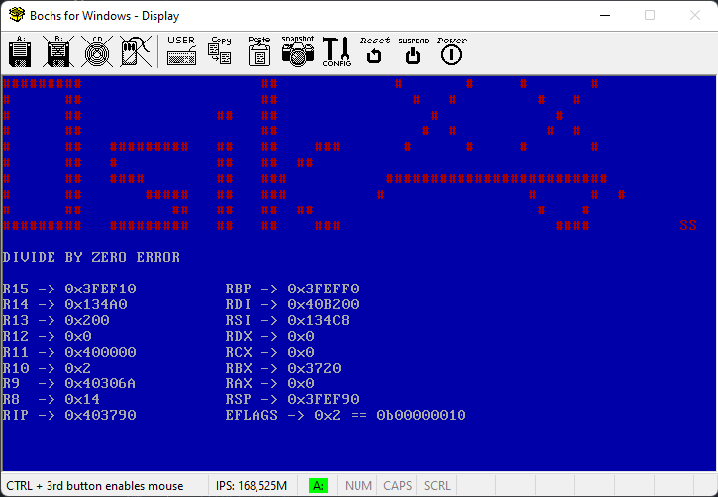 Bochs for Windows - Display
A: B: CD USER Copy Paste snapshot CONFIG Reset SUSPEND Power
DisK
SS
DIVIDE BY ZERO ERROR
R15 -> 0x3FEF10 RBP -> 0x3FEFF0
R14 -> 0x134A0 RDI -> 0x40B200
R13 -> 0x200 RSI -> 0x134C8
R12 -> 0x0 RDX -> 0x0
R11 -> 0x400000 RCX -> 0x0
R10 -> 0x2 RBX -> 0x3720
R9 -> 0x40306A RAX -> 0x0
R8 -> 0x14 RSP -> 0x3FEF90
RIP -> 0x403790 EFLAGS -> 0x2 == 0b00000010
CTRL + 3rd button enables mouse IPS: 168,525M A: NUM CAPS SCRL